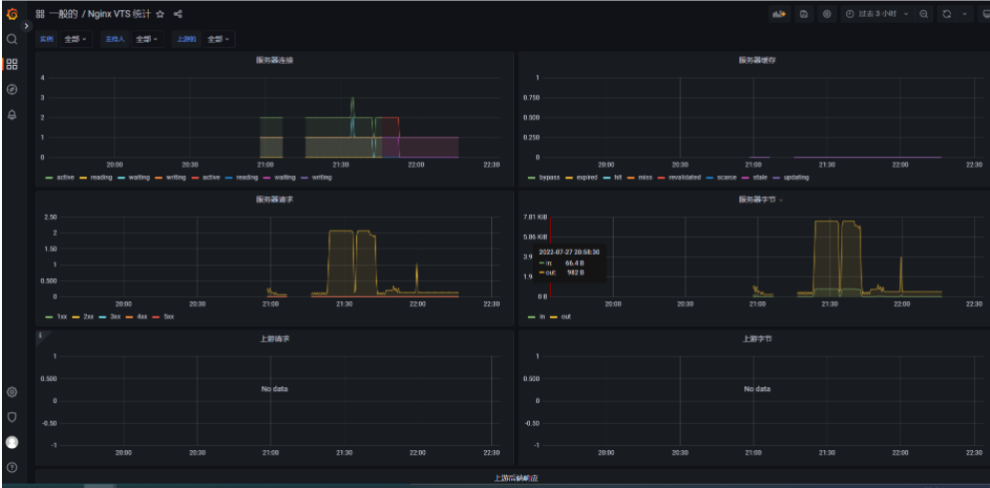 一般的 / Nginx VTS 统计
过去 3 小时
实例 全部 主持人 全部 上游的 全部
服务器连接
4
3
2
1
0
20:00 20:30 21:00 21:30 22:00 22:30
active reading waiting writing active reading waiting writing
服务器缓存
1
0.750
0.500
0.250
0
20:00 20:30 21:00 21:30 22:00 22:30
bypass expired hit miss revalidated scarce stale updating
服务器请求
2.50
2
1.50
1
0.500
0
20:00 20:30 21:00 21:30 22:00 22:30
1xx 2xx 3xx 4xx 5xx
服务器字节
7.81 KiB
5.86 KiB
3.9
1.9
0 B
2022-07-27 20:58:30
in 66.4 B
out 982 B
20:00 20:30 21:00 21:30 22:00 22:30
in out
上游请求
1
0.500
0
-0.50
-1
No data
20:00 20:30 21:00 21:30 22:00 22:30
上游字节
1
0.500
0
-0.50
-1
No data
20:00 20:30 21:00 21:30 22:00 22:30